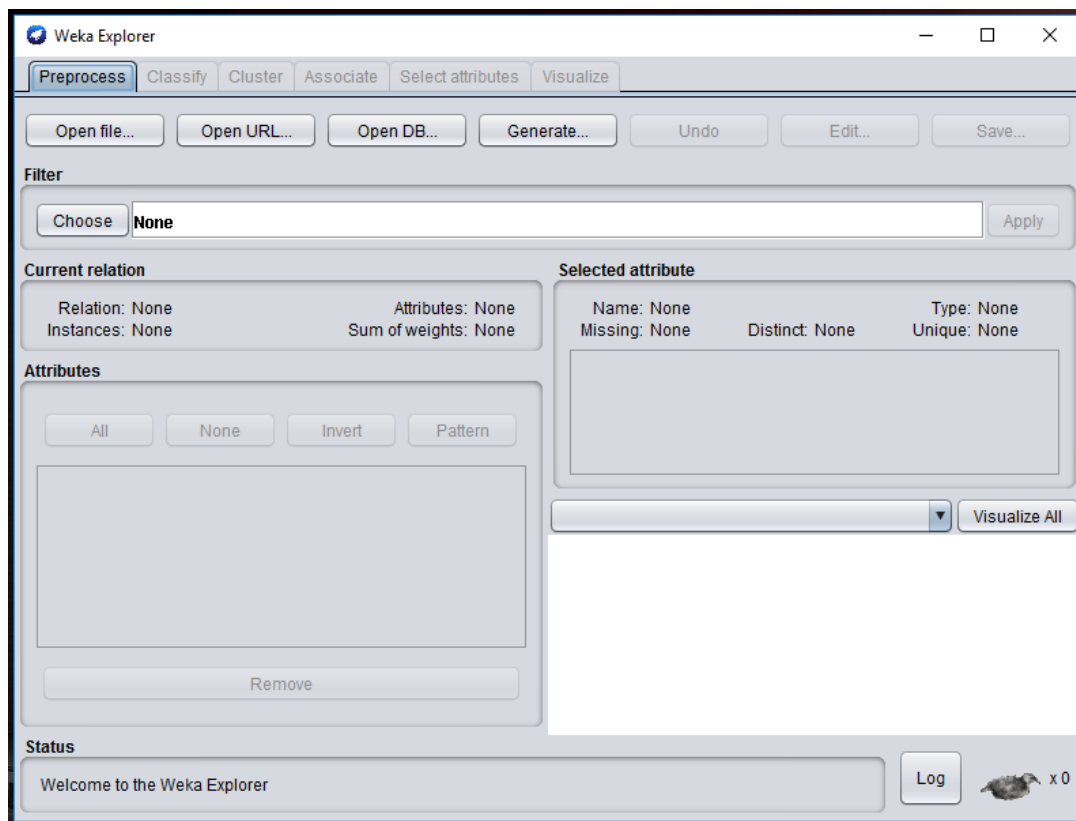 Weka Explorer
Preprocess Classify Cluster Associate Select attributes Visualize
Open file... Open URL... Open DB... Generate... Undo Edit... Save...
Filter
Choose None Apply
Current relation
Relation: None Attributes: None
Instances: None Sum of weights: None
Selected attribute
Name: None Type: None
Missing: None Distinct: None Unique: None
Attributes
All None Invert Pattern
Remove
Visualize All
Status
Welcome to the Weka Explorer
Log x 0